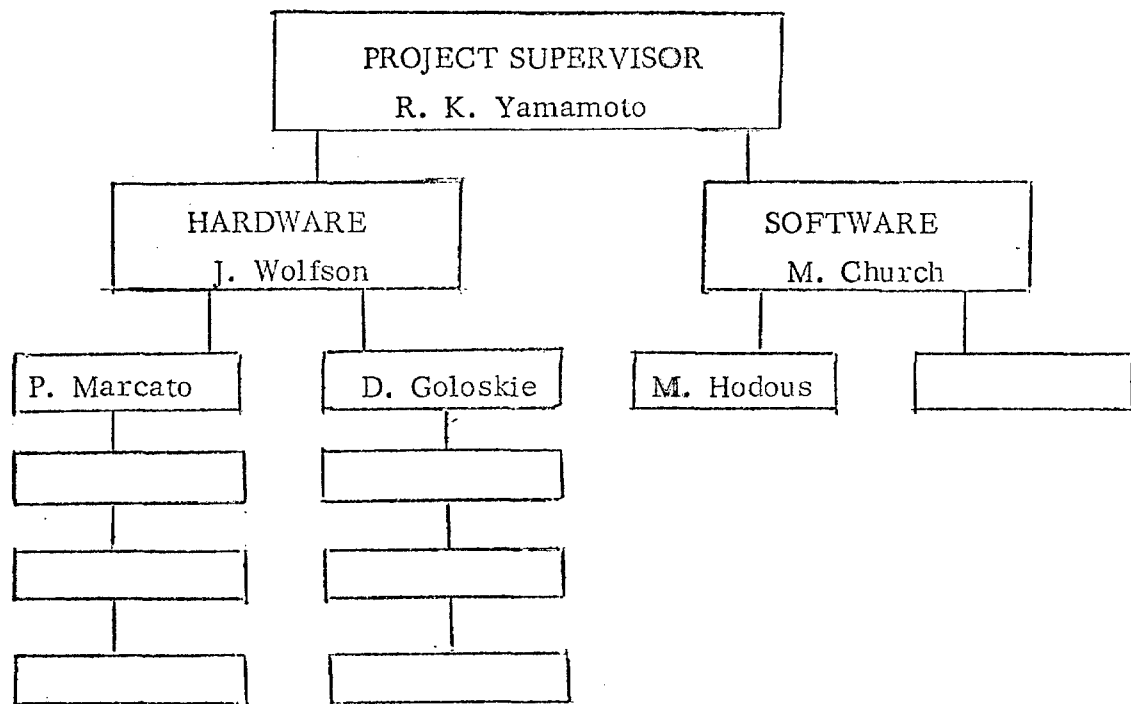 PROJECT SUPERVISOR
R. K. Yamamoto
HARDWARE
J. Wolfson
SOFTWARE
M. Church
P. Marcato
D. Goloskie
M. Hodous